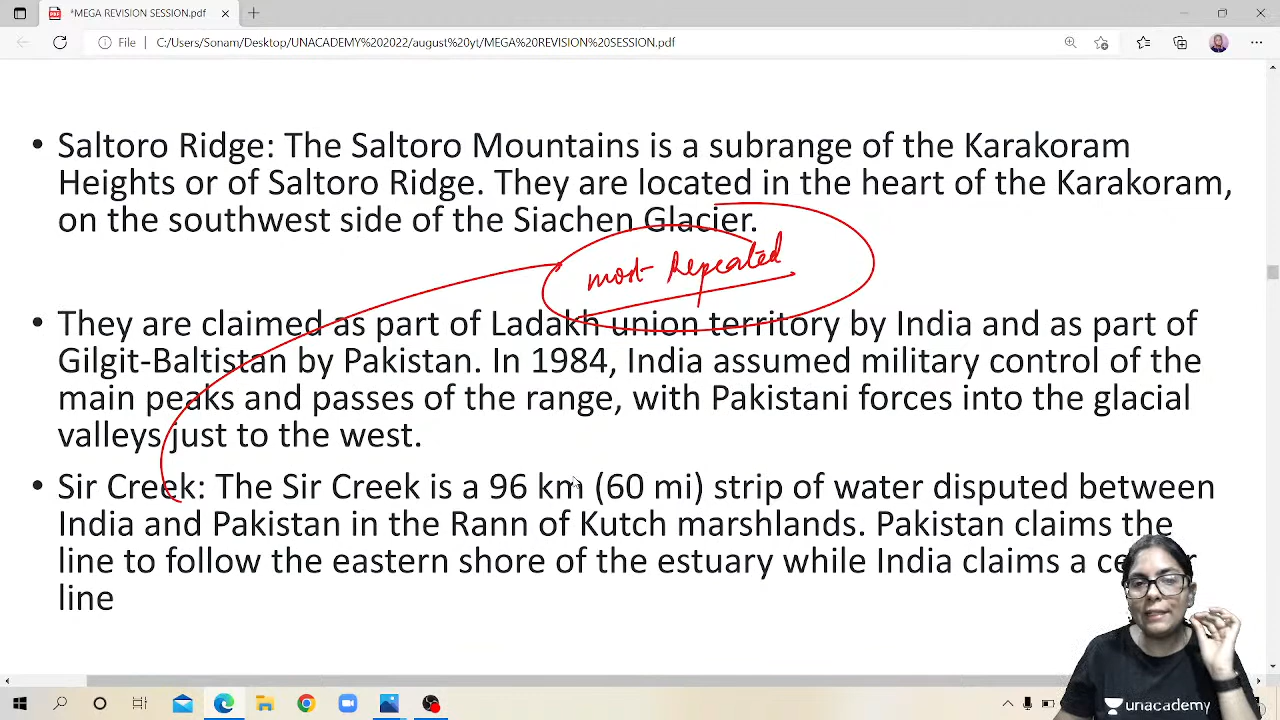 *MEGA REVISION SESSION.pdf
File
C:/Users/Sonam/Desktop/UNACADEMY%202022/august%20yt/MEGA%20REVISION%20SESSION.pdf
• Saltoro Ridge: The Saltoro Mountains is a subrange of the Karakoram
Heights or of Saltoro Ridge. They are located in the heart of the Karakoram,
on the southwest side of the Siachen Glacier.
most Repeated
• They are claimed as part of Ladakh union territory by India and as part of
Gilgit-Baltistan by Pakistan. In 1984, India assumed military control of the
main peaks and passes of the range, with Pakistani forces into the glacial
valleys just to the west.
• Sir Creek: The Sir Creek is a 96 km (60 mi) strip of water disputed between
India and Pakistan in the Rann of Kutch marshlands. Pakistan claims the
line to follow the eastern shore of the estuary while India claims a
line
unacademy